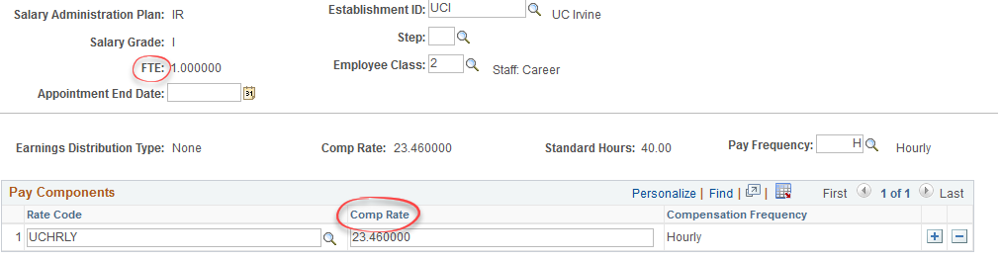 Salary Administration Plan: IR
Establishment ID: UCI UC Irvine
Salary Grade: I
Step:
FTE: 1.000000
Employee Class: 2 Staff: Career
Appointment End Date: 31
Earnings Distribution Type: None Comp Rate: 23.460000 Standard Hours: 40.00 Pay Frequency: H Hourly
Pay Components Personalize | Find | First 1 of 1 Last
Rate Code Comp Rate Compensation Frequency
1 UCHRLY 23.460000 Hourly